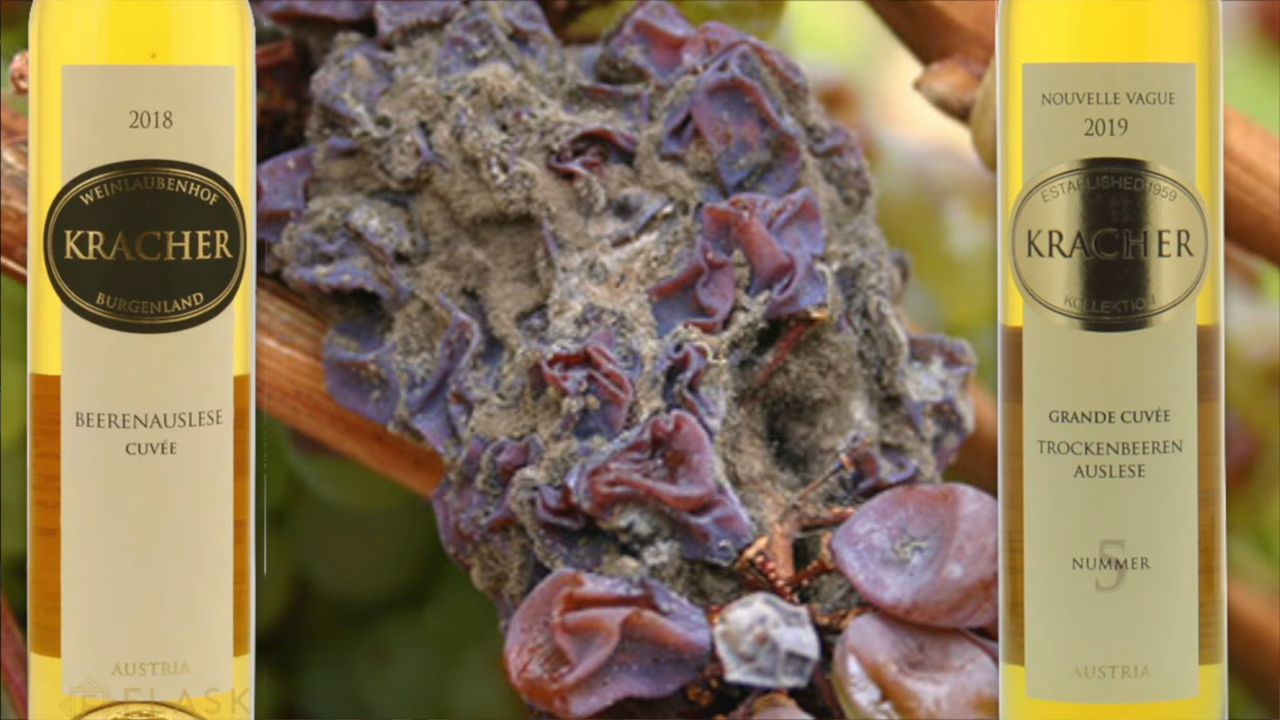 2018
WEINLAUBENHOF
KRACHER
BURGENLAND
BEERENAUSLESE
CUVÉE
AUSTRIA
FLASK
NOUVELLE VAGUE
2019
ESTABLISHED 1959
KRACHER
KOLLEKTION
GRANDE CUVÉE
TROCKENBEEREN
AUSLESE
NUMMER
5
AUSTRIA